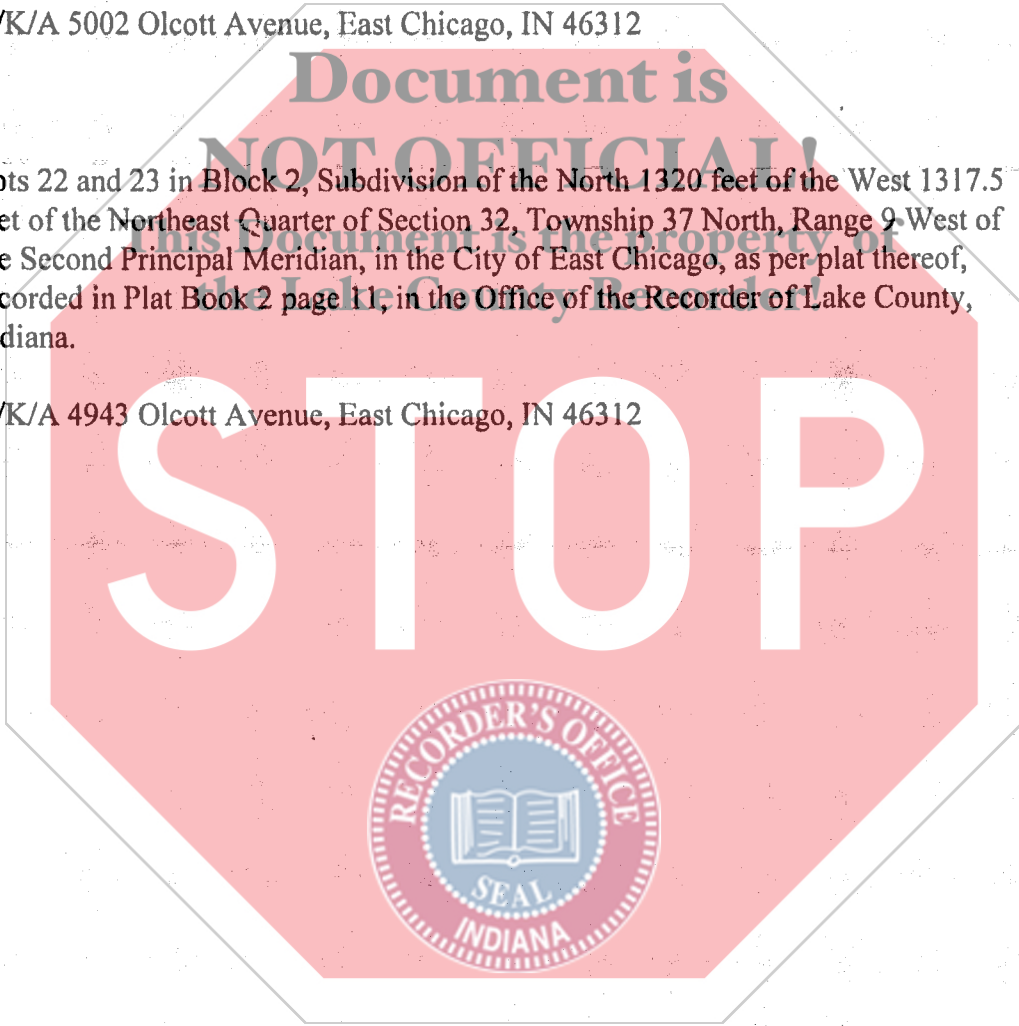 /K/A 5002 Olcott Avenue, East Chicago, IN 46312
Document is
NOT OFFICIAL!
This Document is the property of
the Lake County Recorder!
ots 22 and 23 in Block 2, Subdivision of the North 1320 feet of the West 1317.5
et of the Northeast Quarter of Section 32, Township 37 North, Range 9 West of
e Second Principal Meridian, in the City of East Chicago, as per plat thereof,
corded in Plat Book 2 page 11, in the Office of the Recorder of Lake County,
diana.
/K/A 4943 Olcott Avenue, East Chicago, IN 46312
STOP
RECORDER'S OFFICE
SEAL
INDIANA